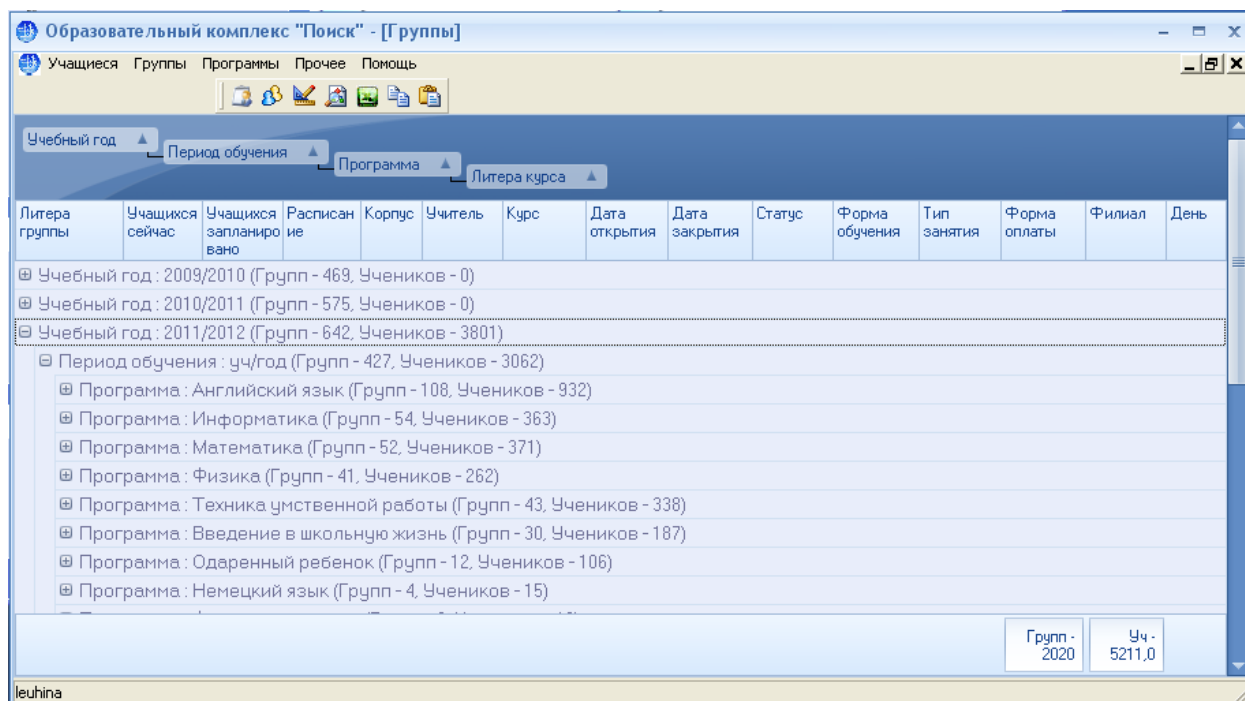 Образовательный комплекс "Поиск" - [Группы]
Учащиеся Группы Программы Прочее Помощь
Учебный год
Период обучения
Программа
Литера курса
Литера группы
Учащихся сейчас
Учащихся запланиро вано
Расписан ие
Корпус
Учитель
Курс
Дата открытия
Дата закрытия
Статус
Форма обучения
Тип занятия
Форма оплаты
Филиал
День
Учебный год : 2009/2010 (Групп - 469, Учеников - 0)
Учебный год : 2010/2011 (Групп - 575, Учеников - 0)
Учебный год : 2011/2012 (Групп - 642, Учеников - 3801)
Период обучения : уч/год (Групп - 427, Учеников - 3062)
Программа : Английский язык (Групп - 108, Учеников - 932)
Программа : Информатика (Групп - 54, Учеников - 363)
Программа : Математика (Групп - 52, Учеников - 371)
Программа : Физика (Групп - 41, Учеников - 262)
Программа : Техника умственной работы (Групп - 43, Учеников - 338)
Программа : Введение в школьную жизнь (Групп - 30, Учеников - 187)
Программа : Одаренный ребенок (Групп - 12, Учеников - 106)
Программа : Немецкий язык (Групп - 4, Учеников - 15)
Групп - 2020
Уч - 5211,0
leuhina